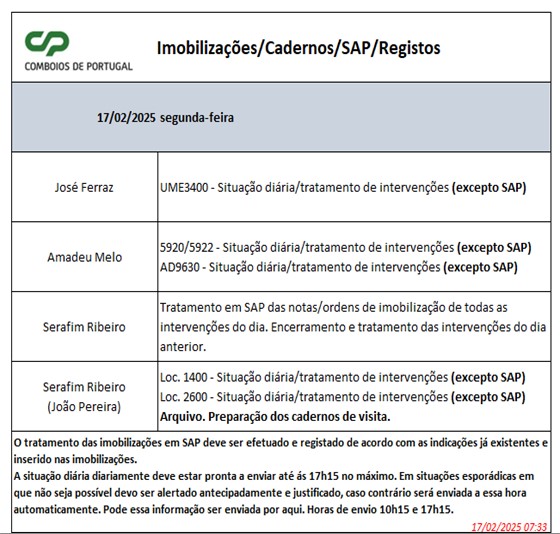 CP
COMBOIOS DE PORTUGAL
Imobilizações/Cadernos/SAP/Registos
17/02/2025 segunda-feira
José Ferraz
UME3400 - Situação diária/tratamento de intervenções (excepto SAP)
Amadeu Melo
5920/5922 - Situação diária/tratamento de intervenções (excepto SAP)
AD9630 - Situação diária/tratamento de intervenções (excepto SAP)
Serafim Ribeiro
Tratamento em SAP das notas/ordens de imobilização de todas as
intervenções do dia. Encerramento e tratamento das intervenções do dia
anterior.
Serafim Ribeiro
(João Pereira)
Loc. 1400 - Situação diária/tratamento de intervenções (excepto SAP)
Loc. 2600 - Situação diária/tratamento de intervenções (excepto SAP)
Arquivo. Preparação dos cadernos de visita.
O tratamento das imobilizações em SAP deve ser efetuado e registado de acordo com as indicações já existentes e
inserido nas imobilizações.
A situação diária diariamente deve estar pronta a enviar até ás 17h15 no máximo. Em situações esporádicas em
que não seja possível devo ser alertado antecipadamente e justificado, caso contrário será enviada a essa hora
automaticamente. Pode essa informação ser enviada por aqui. Horas de envio 10h15 e 17h15.
17/02/2025 07:33